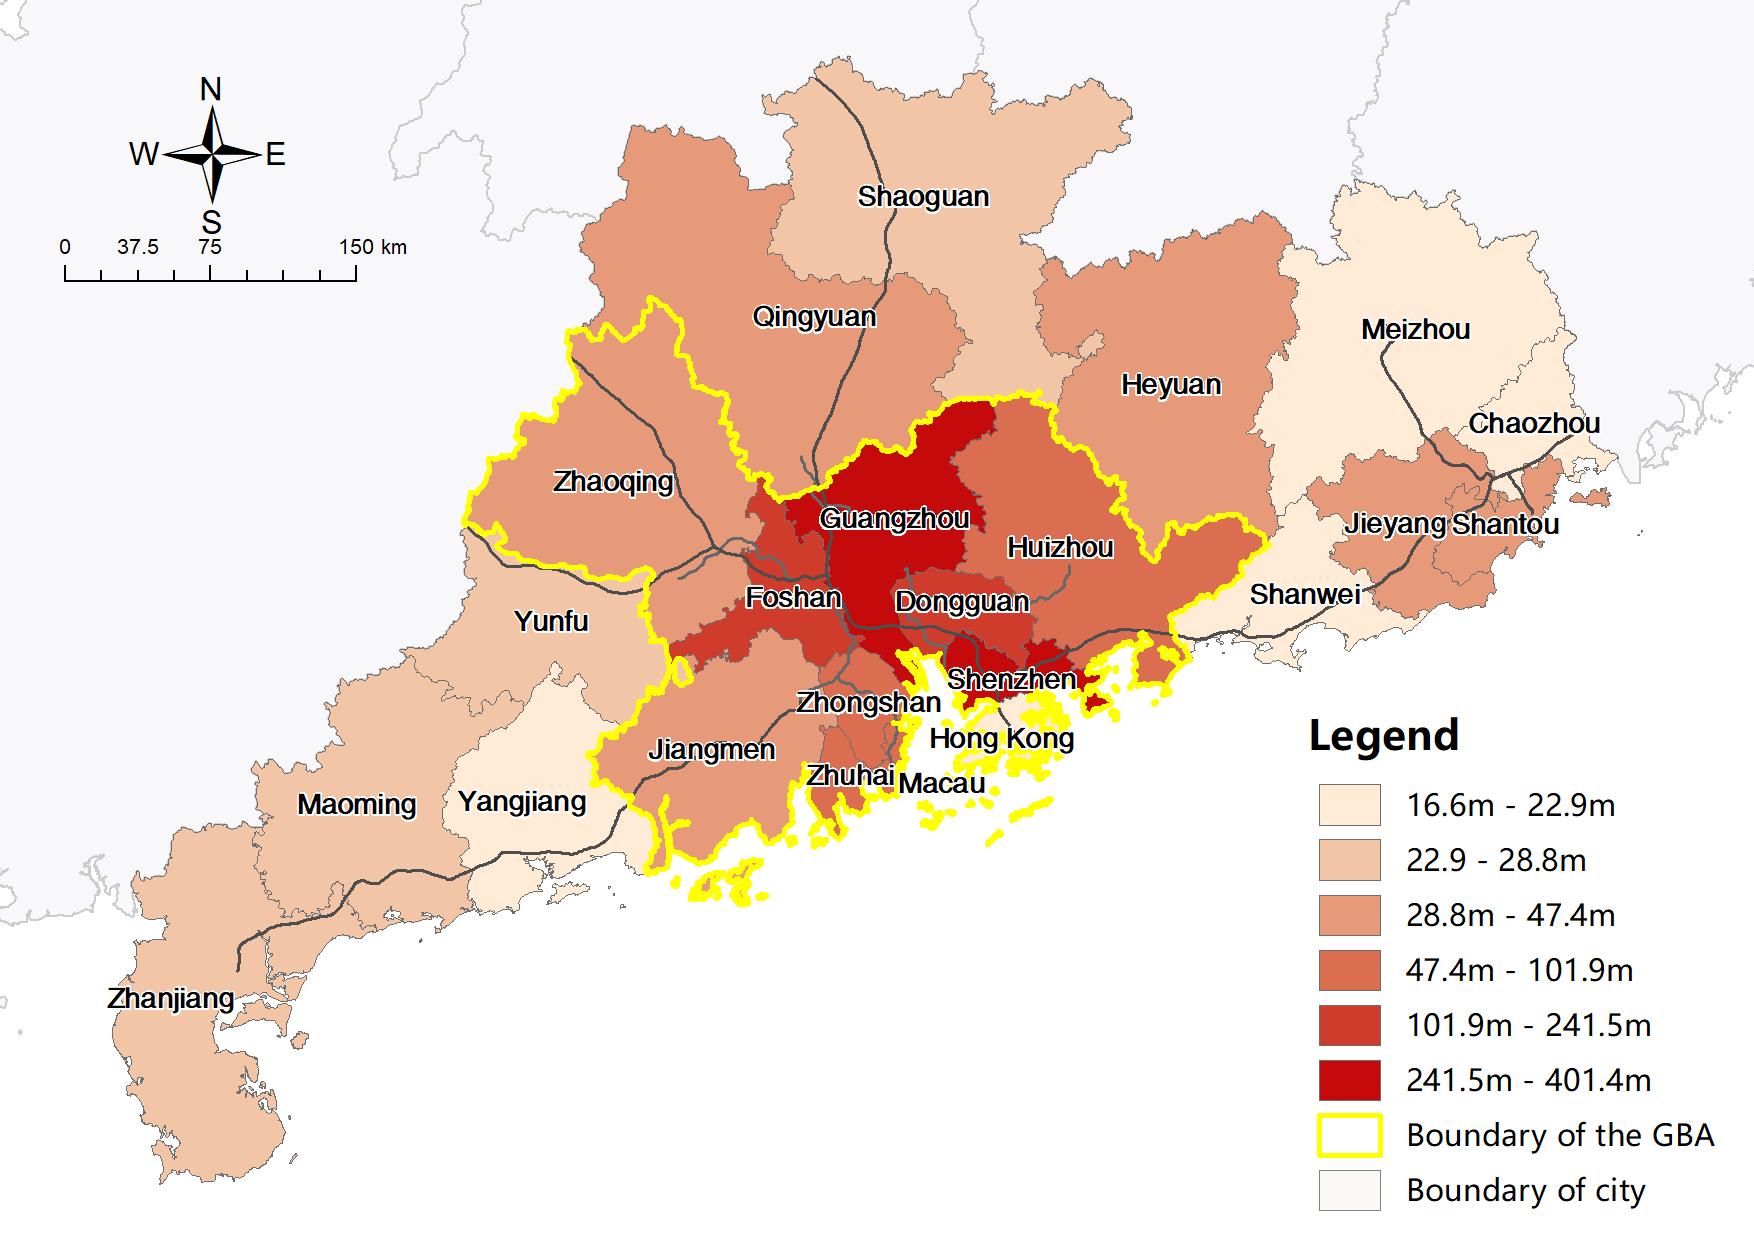 N
W E
S
0 37.5 75 150 km
Shaoguan
Qingyuan
Meizhou
Heyuan
Chaozhou
Zhaoqing
Guangzhou
Jieyang Shantou
Huizhou
Shanwei
Foshan
Dongguan
Yunfu
Shenzhen
Zhongshan
Hong Kong
Jiangmen
Zhuhai
Macau
Maoming
Yangjiang
Zhanjiang
Legend
16.6m - 22.9m
22.9 - 28.8m
28.8m - 47.4m
47.4m - 101.9m
101.9m - 241.5m
241.5m - 401.4m
Boundary of the GBA
Boundary of city